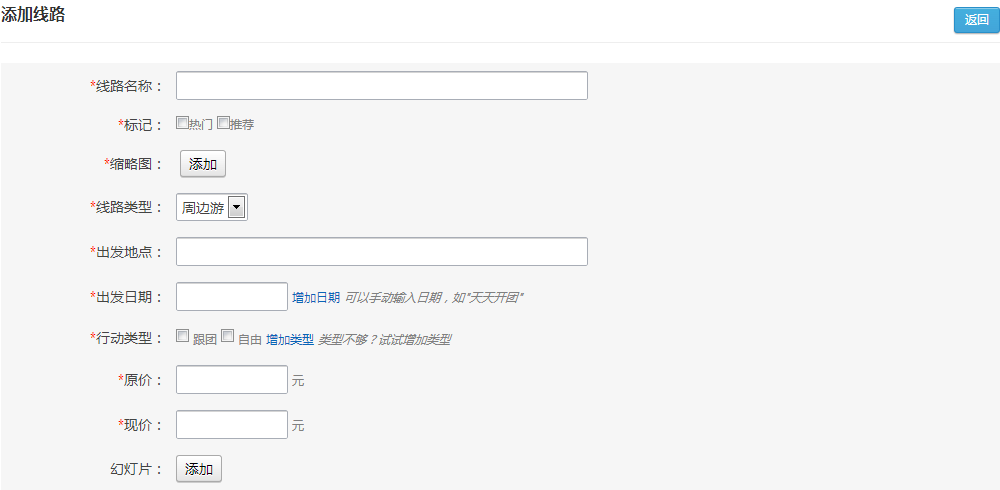 添加线路
返回
*线路名称：
*标记： 热门 推荐
*缩略图： 添加
*线路类型： 周边游
*出发地点：
*出发日期： 增加日期 可以手动输入日期，如"天天开团"
*行动类型： 跟团 自由 增加类型 类型不够？试试增加类型
*原价： 元
*现价： 元
幻灯片： 添加